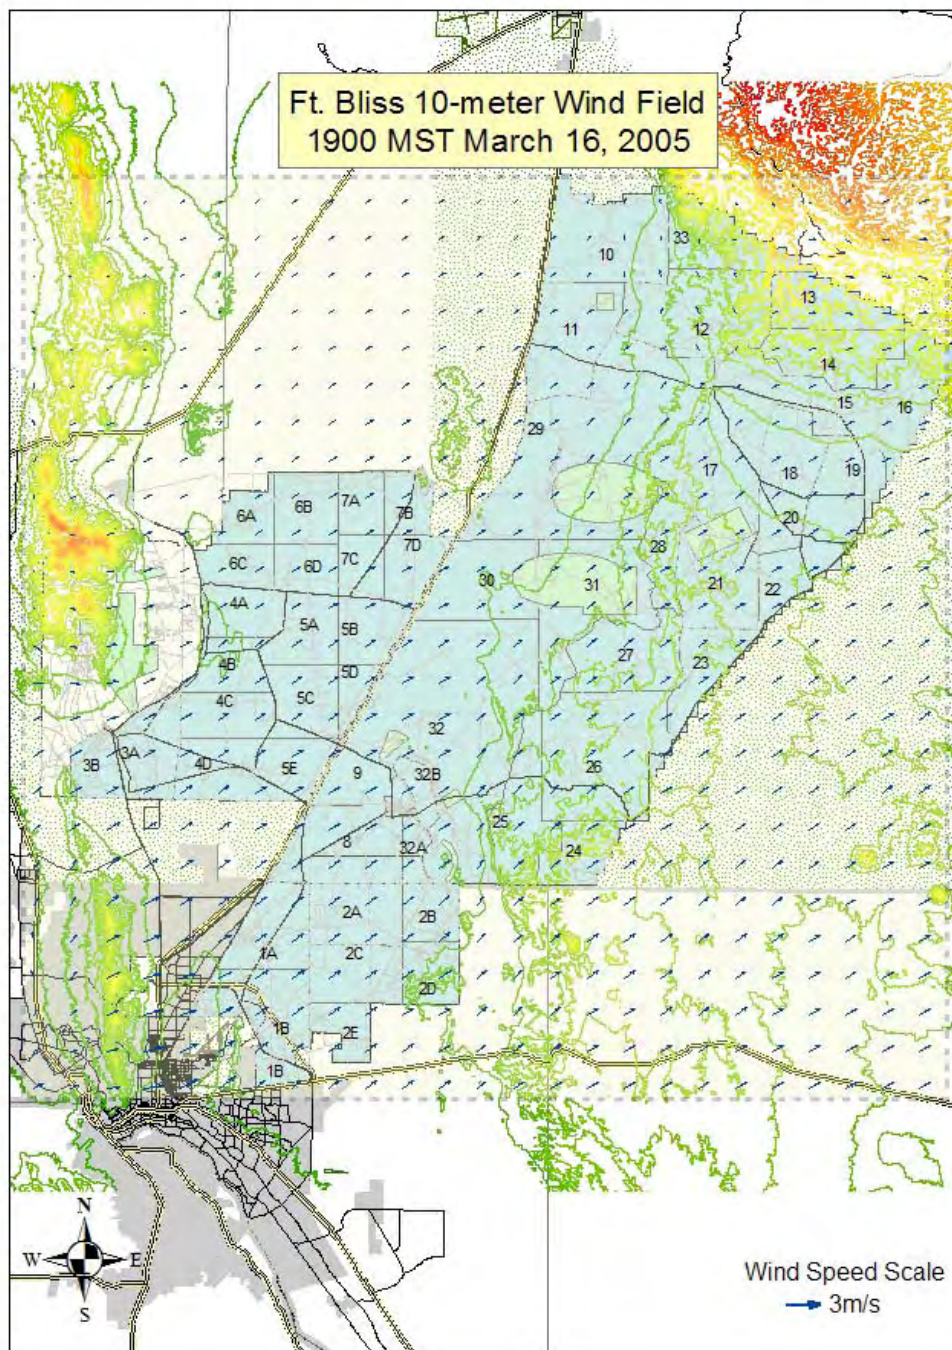 Ft. Bliss 10-meter Wind Field
1900 MST March 16, 2005
33
10
13
11
12
14
15
16
29
17
18
19
6A
6B
7A
7B
20
6C
6D
7C
7D
28
30
31
21
22
4A
5A
5B
4B
5D
27
23
4C
5C
32
3A
3B
4D
5E
9
32B
26
25
8
32A
24
2A
2B
1A
2C
2D
1B
2E
1B
N
W
E
S
Wind Speed Scale
3m/s